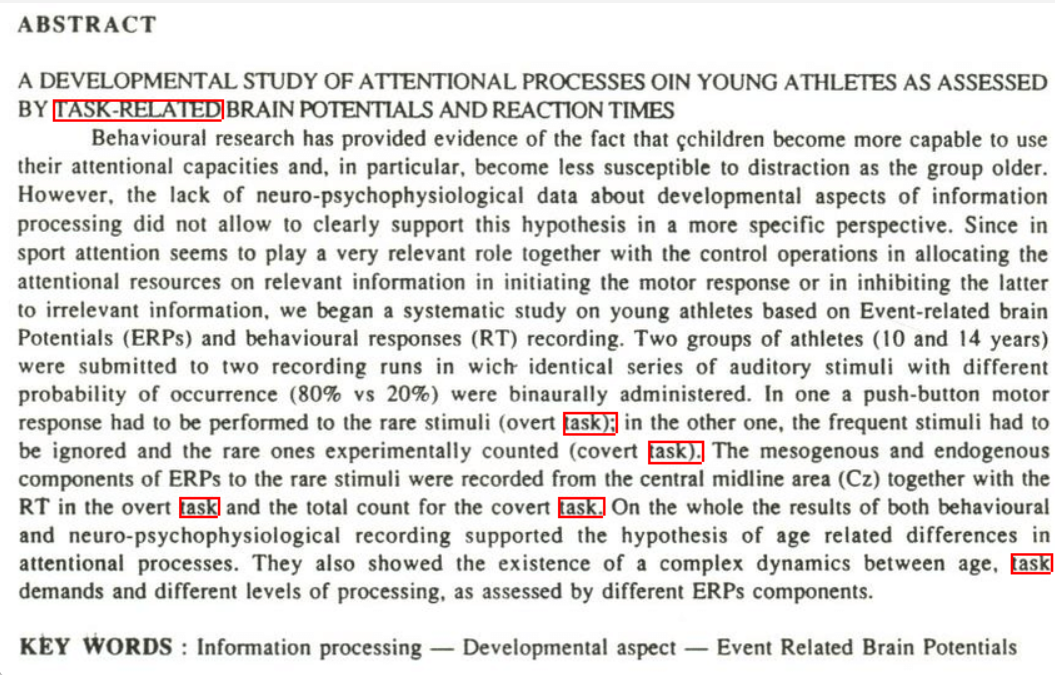 ABSTRACT
A DEVELOPMENTAL STUDY OF ATTENTIONAL PROCESSES OIN YOUNG ATHLETES AS ASSESSED
BY TASK-RELATED BRAIN POTENTIALS AND REACTION TIMES
Behavioural research has provided evidence of the fact that çchildren become more capable to use
their attentional capacities and, in particular, become less susceptible to distraction as the group older.
However, the lack of neuro-psychophysiological data about developmental aspects of information
processing did not allow to clearly support this hypothesis in a more specific perspective. Since in
sport attention seems to play a very relevant role together with the control operations in allocating the
attentional resources on relevant information in initiating the motor response or in inhibiting the latter
to irrelevant information, we began a systematic study on young athletes based on Event-related brain
Potentials (ERPs) and behavioural responses (RT) recording. Two groups of athletes (10 and 14 years)
were submitted to two recording runs in wich identical series of auditory stimuli with different
probability of occurrence (80% vs 20%) were binaurally administered. In one a push-button motor
response had to be performed to the rare stimuli (overt task); in the other one, the frequent stimuli had to
be ignored and the rare ones experimentally counted (covert task). The mesogenous and endogenous
components of ERPs to the rare stimuli were recorded from the central midline area (Cz) together with the
RT in the overt task and the total count for the covert task. On the whole the results of both behavioural
and neuro-psychophysiological recording supported the hypothesis of age related differences in
attentional processes. They also showed the existence of a complex dynamics between age, task
demands and different levels of processing, as assessed by different ERPs components.
KEY WORDS : Information processing — Developmental aspect — Event Related Brain Potentials